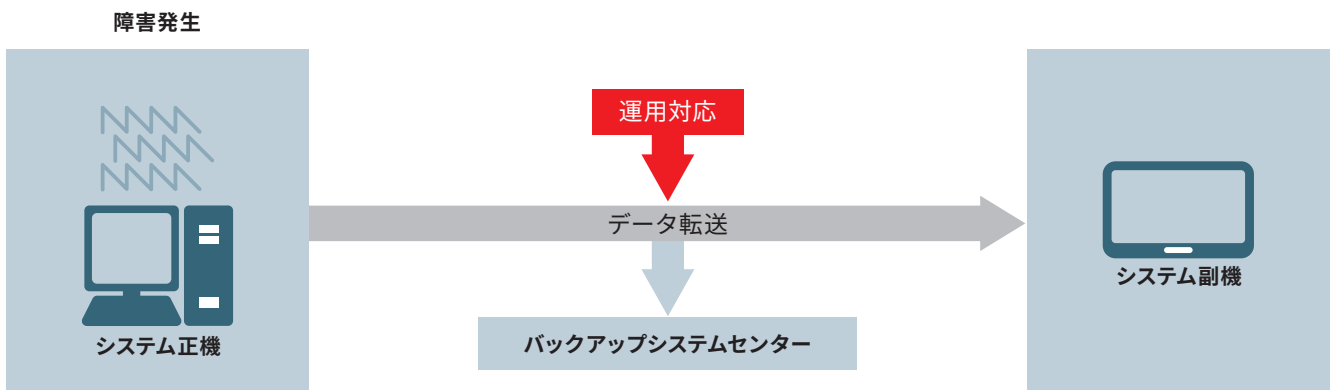 障害発生
運用対応
データ転送
システム副機
システム正機
バックアップシステムセンター